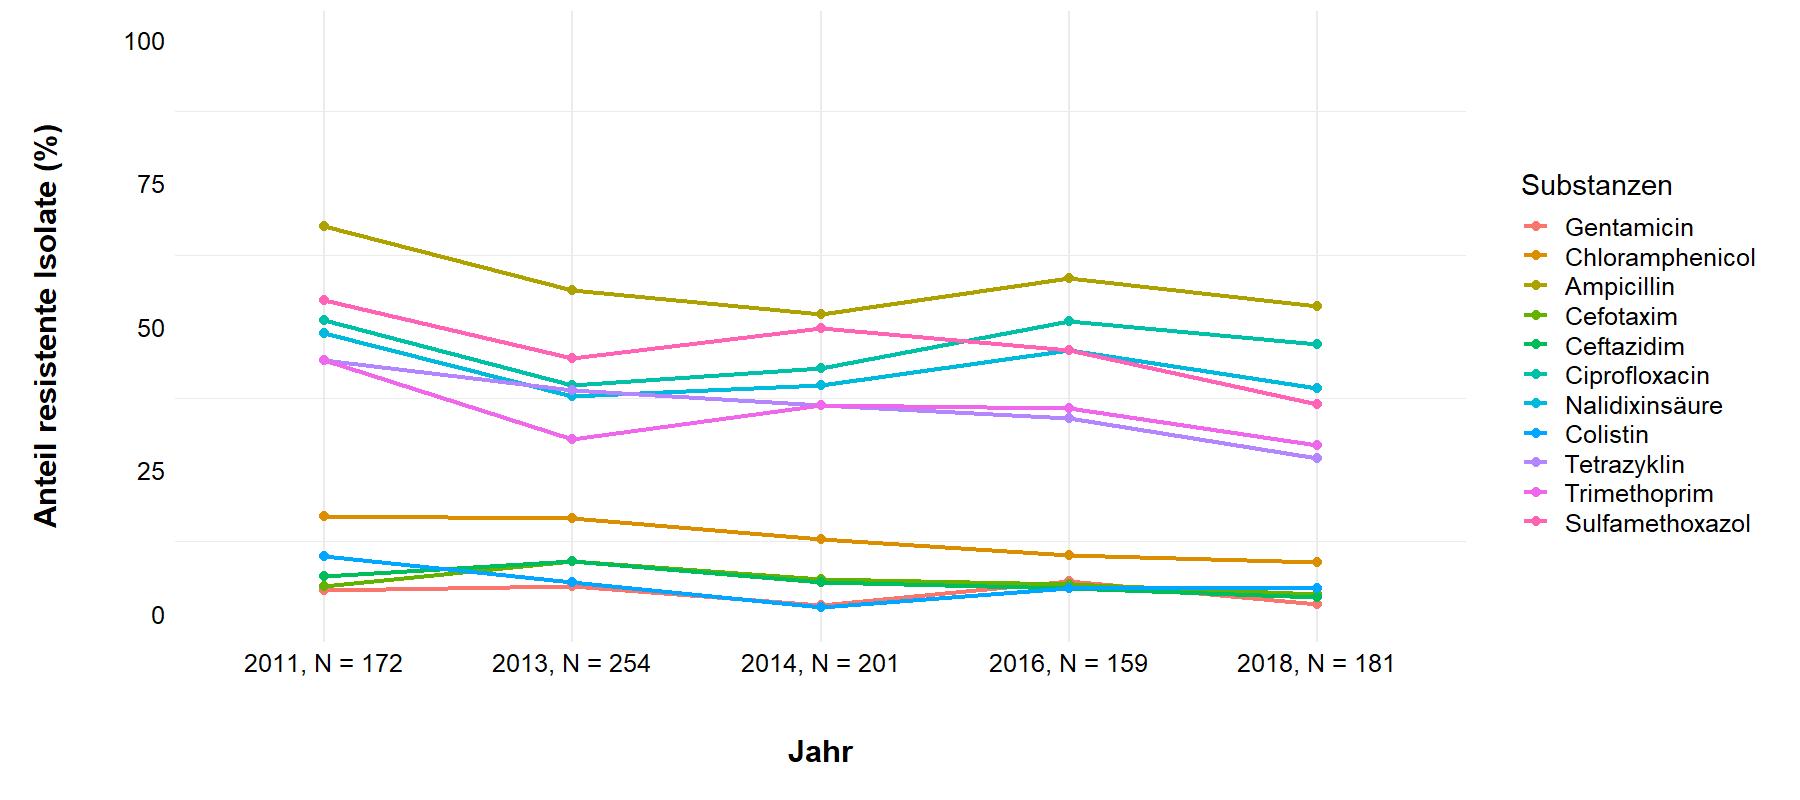 Anteil resistente Isolate (%)
100
75
50
25
0
2011, N = 172
2013, N = 254
2014, N = 201
2016, N = 159
2018, N = 181
Jahr
Substanzen
Gentamicin
Chloramphenicol
Ampicillin
Cefotaxim
Ceftazidim
Ciprofloxacin
Nalidixinsäure
Colistin
Tetrazyklin
Trimethoprim
Sulfamethoxazol